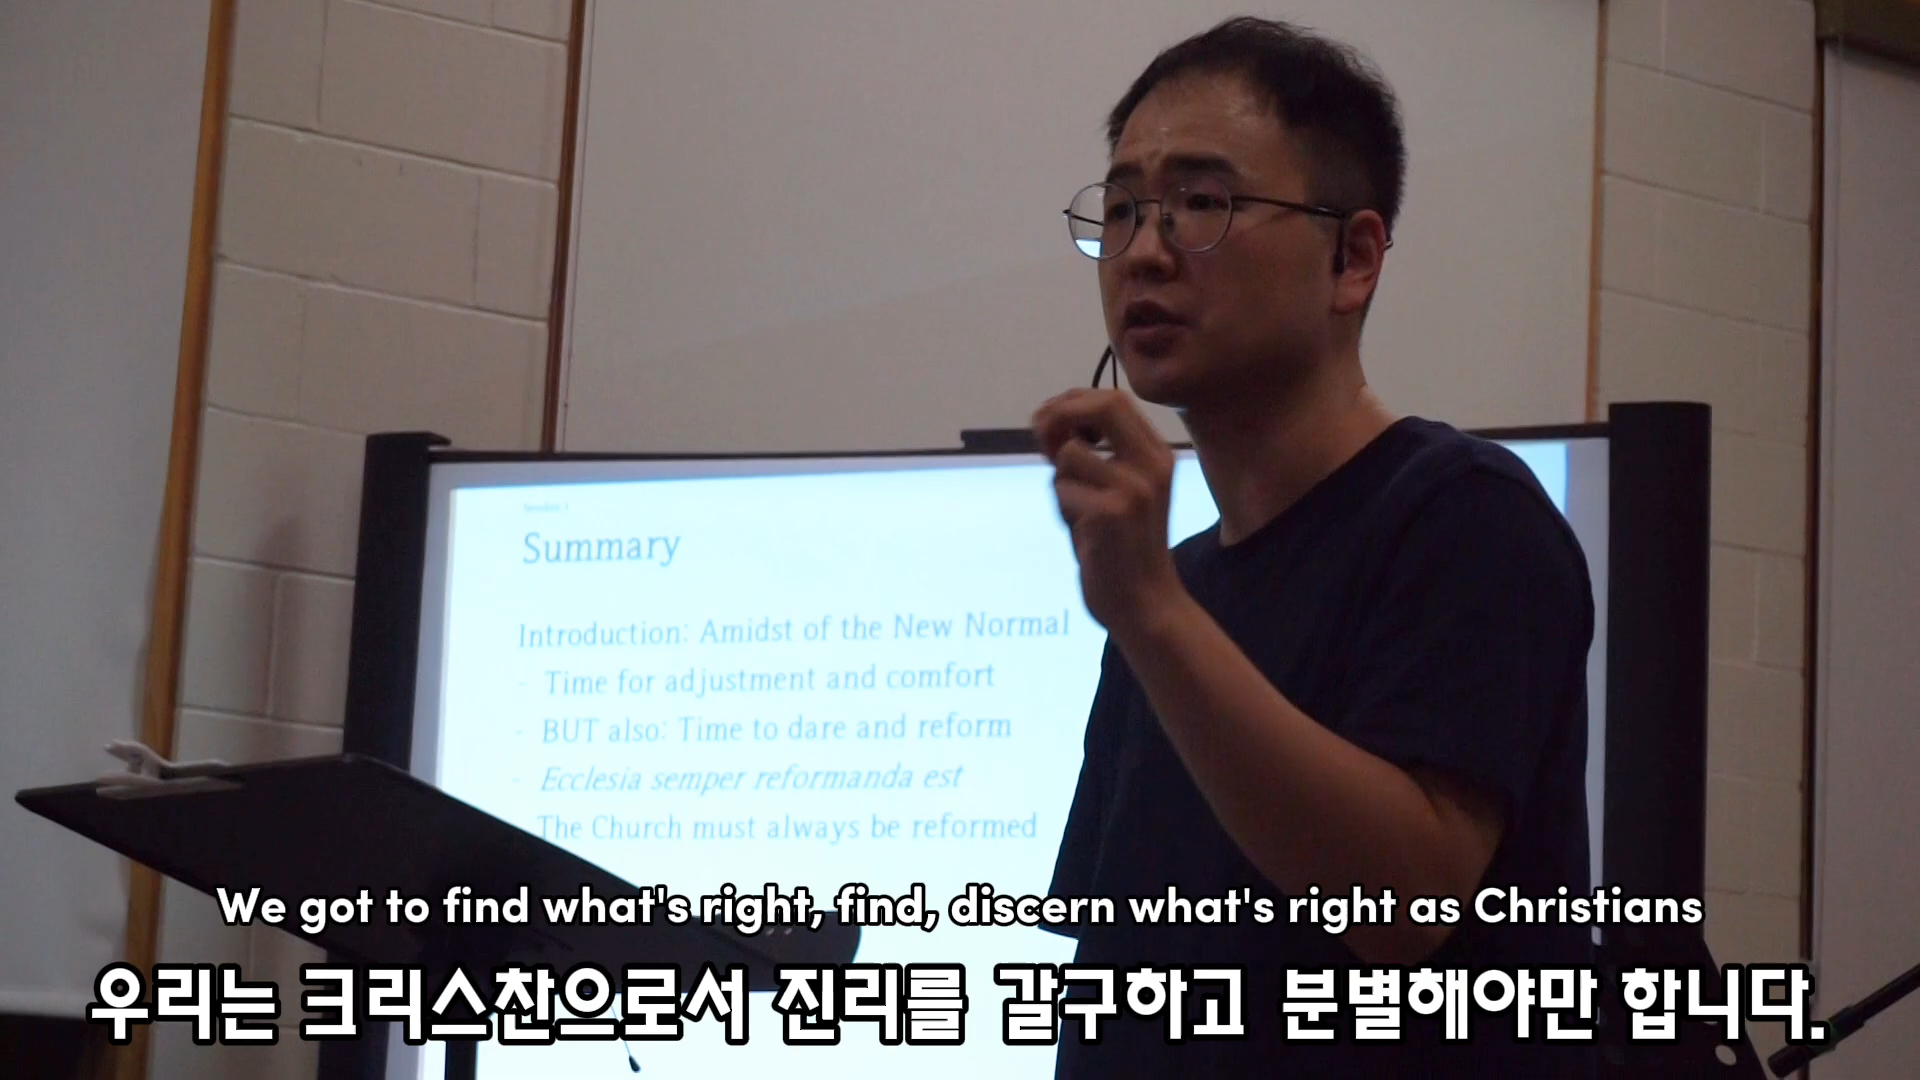 Session 1
Summary
Introduction: Amidst of the New Normal
- Time for adjustment and comfort
- BUT also: Time to dare and reform
- Ecclesia semper reformanda est
The Church must always be reformed
We got to find what's right, find, discern what's right as Christians
우리는 크리스찬으로서 진리를 갈구하고 분별해야만 합니다.